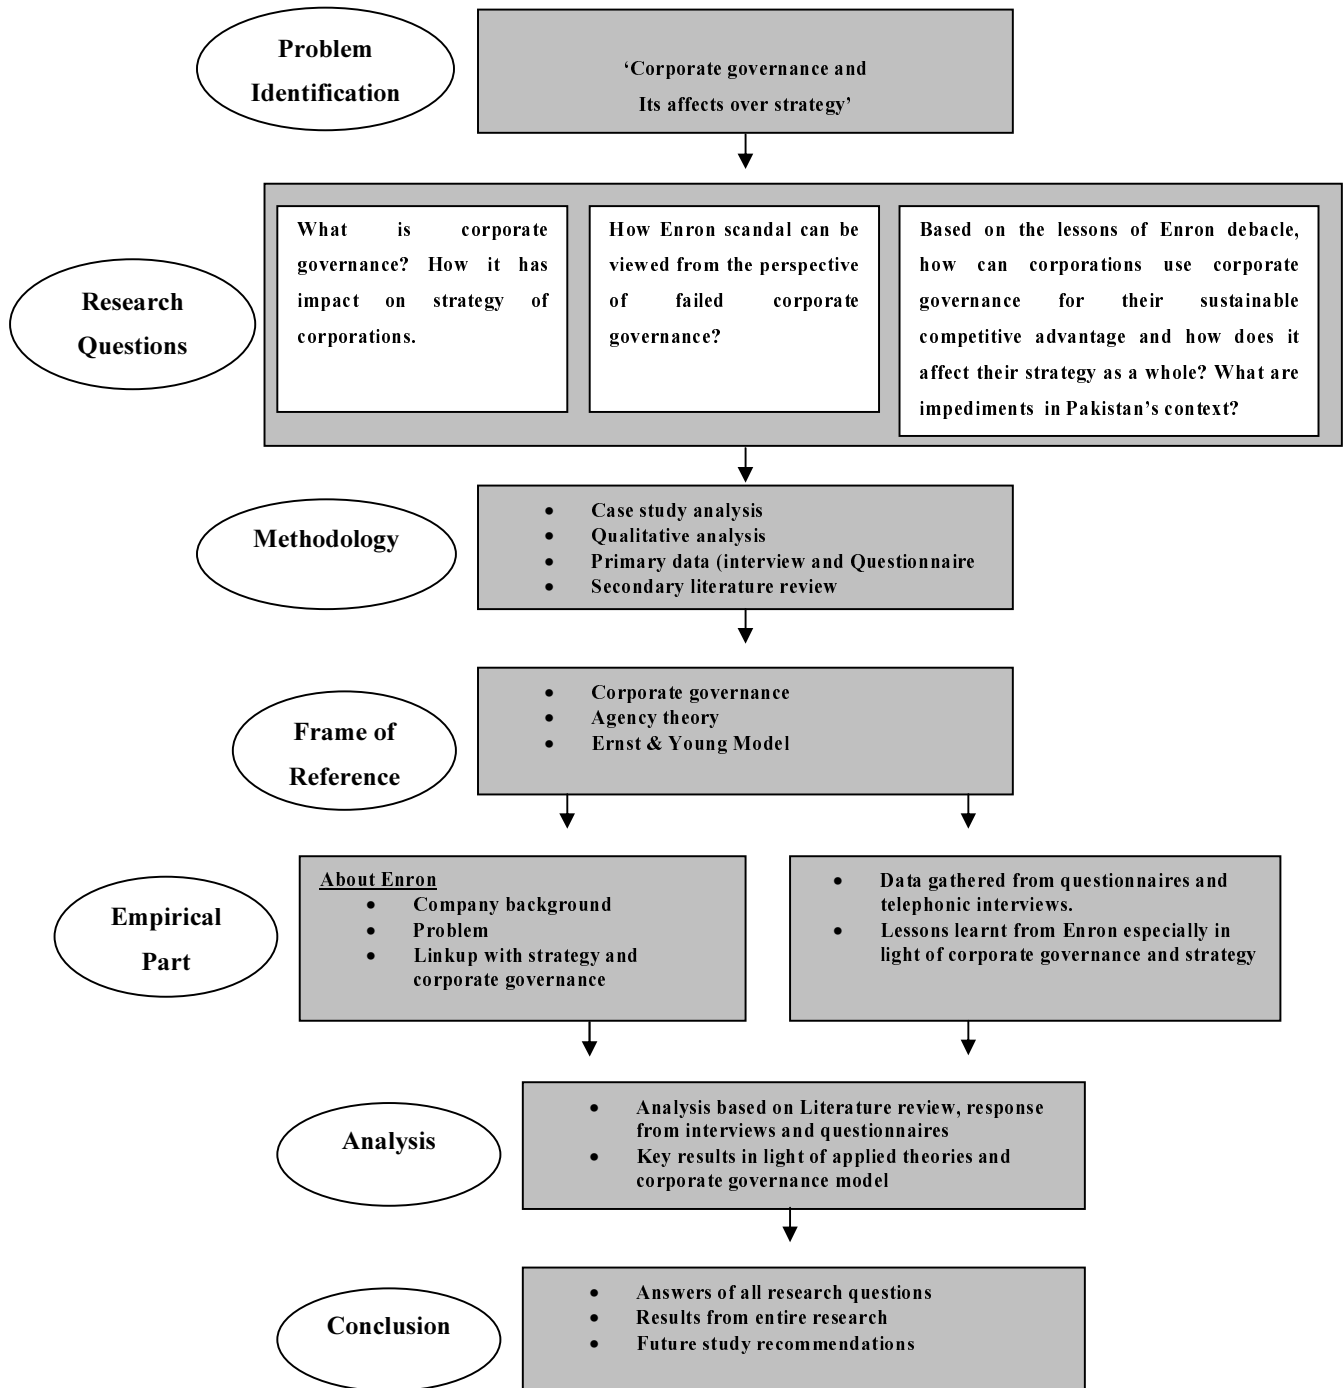 Problem
Identification
‘Corporate governance and
Its affects over strategy’
Research
Questions
What is corporate
governance? How it has
impact on strategy of
corporations.
How Enron scandal can be
viewed from the perspective
of failed corporate
governance?
Based on the lessons of Enron debacle,
how can corporations use corporate
governance for their sustainable
competitive advantage and how does it
affect their strategy as a whole? What are
impediments in Pakistan’s context?
Methodology
• Case study analysis
• Qualitative analysis
• Primary data (interview and Questionnaire
• Secondary literature review
Frame of
Reference
• Corporate governance
• Agency theory
• Ernst & Young Model
Empirical
Part
About Enron
• Company background
• Problem
• Linkup with strategy and
corporate governance
• Data gathered from questionnaires and
telephonic interviews.
• Lessons learnt from Enron especially in
light of corporate governance and strategy
Analysis
• Analysis based on Literature review, response
from interviews and questionnaires
• Key results in light of applied theories and
corporate governance model
Conclusion
• Answers of all research questions
• Results from entire research
• Future study recommendations